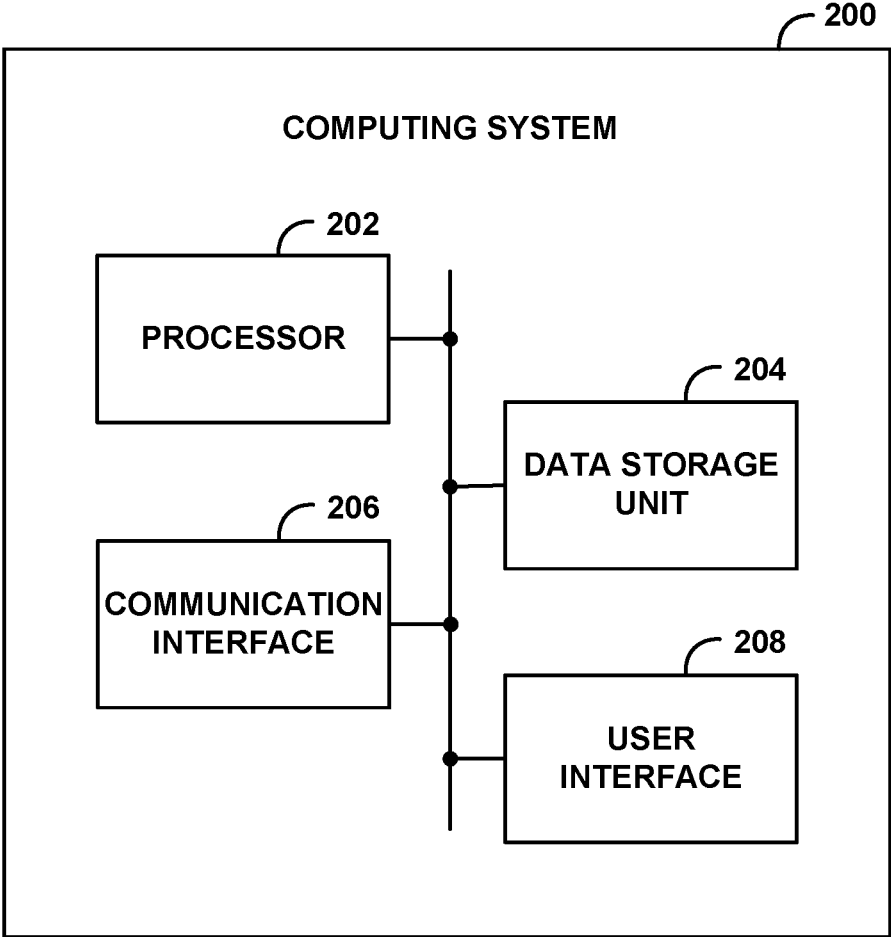 200
COMPUTING SYSTEM
202
PROCESSOR
204
DATA STORAGE
UNIT
206
COMMUNICATION
INTERFACE
208
USER
INTERFACE